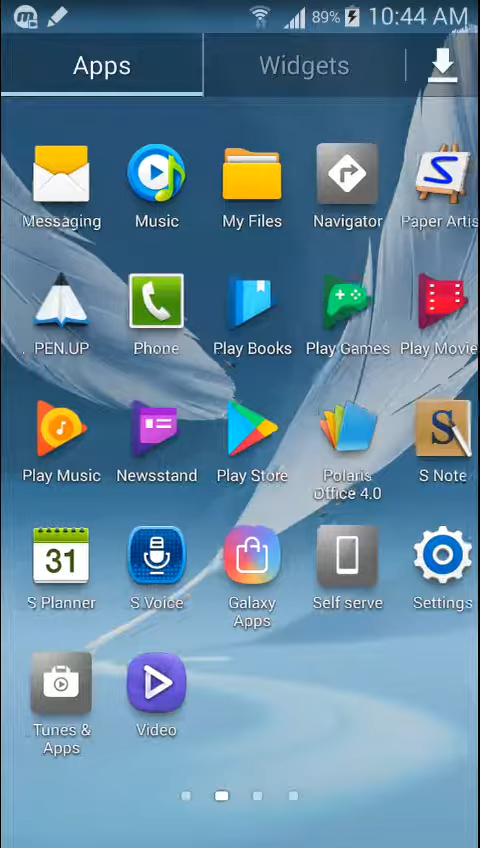 89% 10:44 AM
Apps Widgets
Messaging Music My Files Navigator Paper Artis
PEN.UP Phone Play Books Play Games Play Movie
Play Music Newsstand Play Store Polaris Office 4.0 S Note
31
S Planner S Voice Galaxy Apps Self serve Settings
Tunes & Apps Video